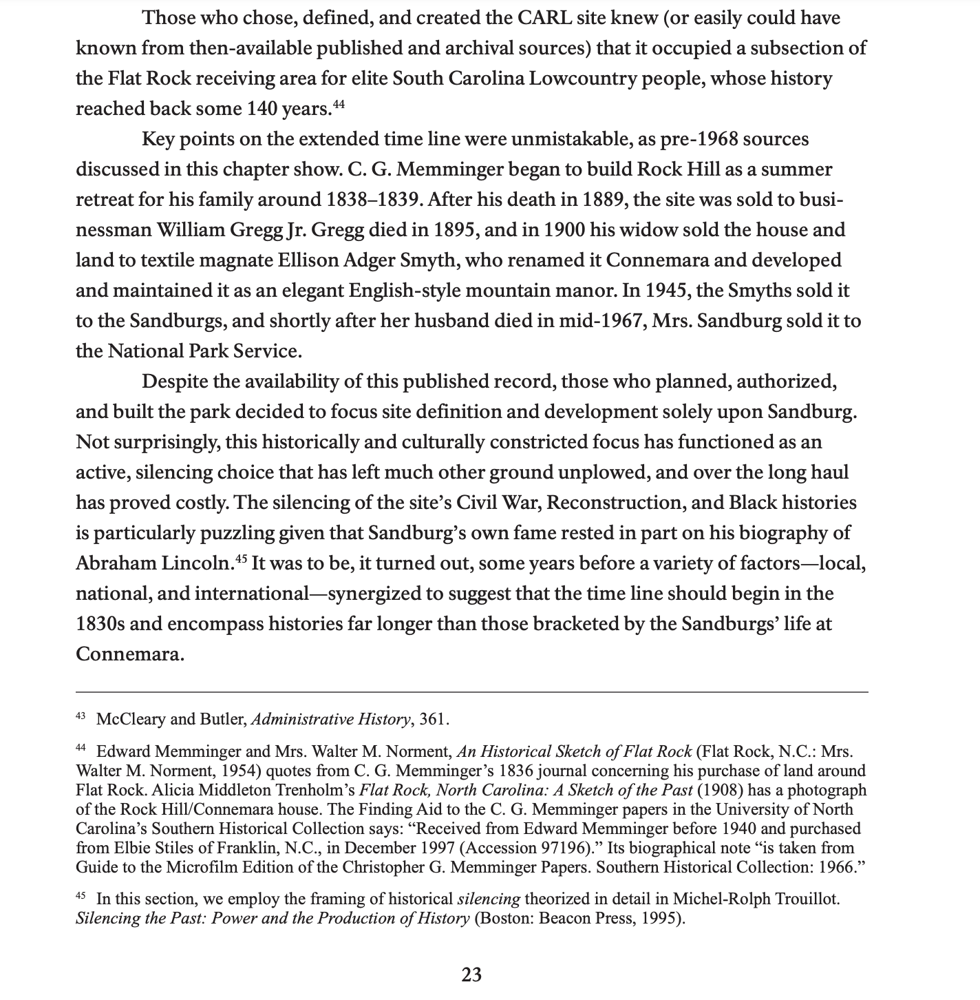 Those who chose, defined, and created the CARL site knew (or easily could have
known from then-available published and archival sources) that it occupied a subsection of
the Flat Rock receiving area for elite South Carolina Lowcountry people, whose history
reached back some 140 years.44
Key points on the extended time line were unmistakable, as pre-1968 sources
discussed in this chapter show. C. G. Memminger began to build Rock Hill as a summer
retreat for his family around 1838–1839. After his death in 1889, the site was sold to busi-
nessman William Gregg Jr. Gregg died in 1895, and in 1900 his widow sold the house and
land to textile magnate Ellison Adger Smyth, who renamed it Connemara and developed
and maintained it as an elegant English-style mountain manor. In 1945, the Smyths sold it
to the Sandburgs, and shortly after her husband died in mid-1967, Mrs. Sandburg sold it to
the National Park Service.
Despite the availability of this published record, those who planned, authorized,
and built the park decided to focus site definition and development solely upon Sandburg.
Not surprisingly, this historically and culturally constricted focus has functioned as an
active, silencing choice that has left much other ground unplowed, and over the long haul
has proved costly. The silencing of the site’s Civil War, Reconstruction, and Black histories
is particularly puzzling given that Sandburg’s own fame rested in part on his biography of
Abraham Lincoln.45 It was to be, it turned out, some years before a variety of factors—local,
national, and international—synergized to suggest that the time line should begin in the
1830s and encompass histories far longer than those bracketed by the Sandburgs’ life at
Connemara.
43 McCleary and Butler, Administrative History, 361.
44 Edward Memminger and Mrs. Walter M. Norment, An Historical Sketch of Flat Rock (Flat Rock, N.C.: Mrs.
Walter M. Norment, 1954) quotes from C. G. Memminger’s 1836 journal concerning his purchase of land around
Flat Rock. Alicia Middleton Trenholm’s Flat Rock, North Carolina: A Sketch of the Past (1908) has a photograph
of the Rock Hill/Connemara house. The Finding Aid to the C. G. Memminger papers in the University of North
Carolina’s Southern Historical Collection says: “Received from Edward Memminger before 1940 and purchased
from Elbie Stiles of Franklin, N.C., in December 1997 (Accession 97196).” Its biographical note “is taken from
Guide to the Microfilm Edition of the Christopher G. Memminger Papers. Southern Historical Collection: 1966.”
45 In this section, we employ the framing of historical silencing theorized in detail in Michel-Rolph Trouillot.
Silencing the Past: Power and the Production of History (Boston: Beacon Press, 1995).
23